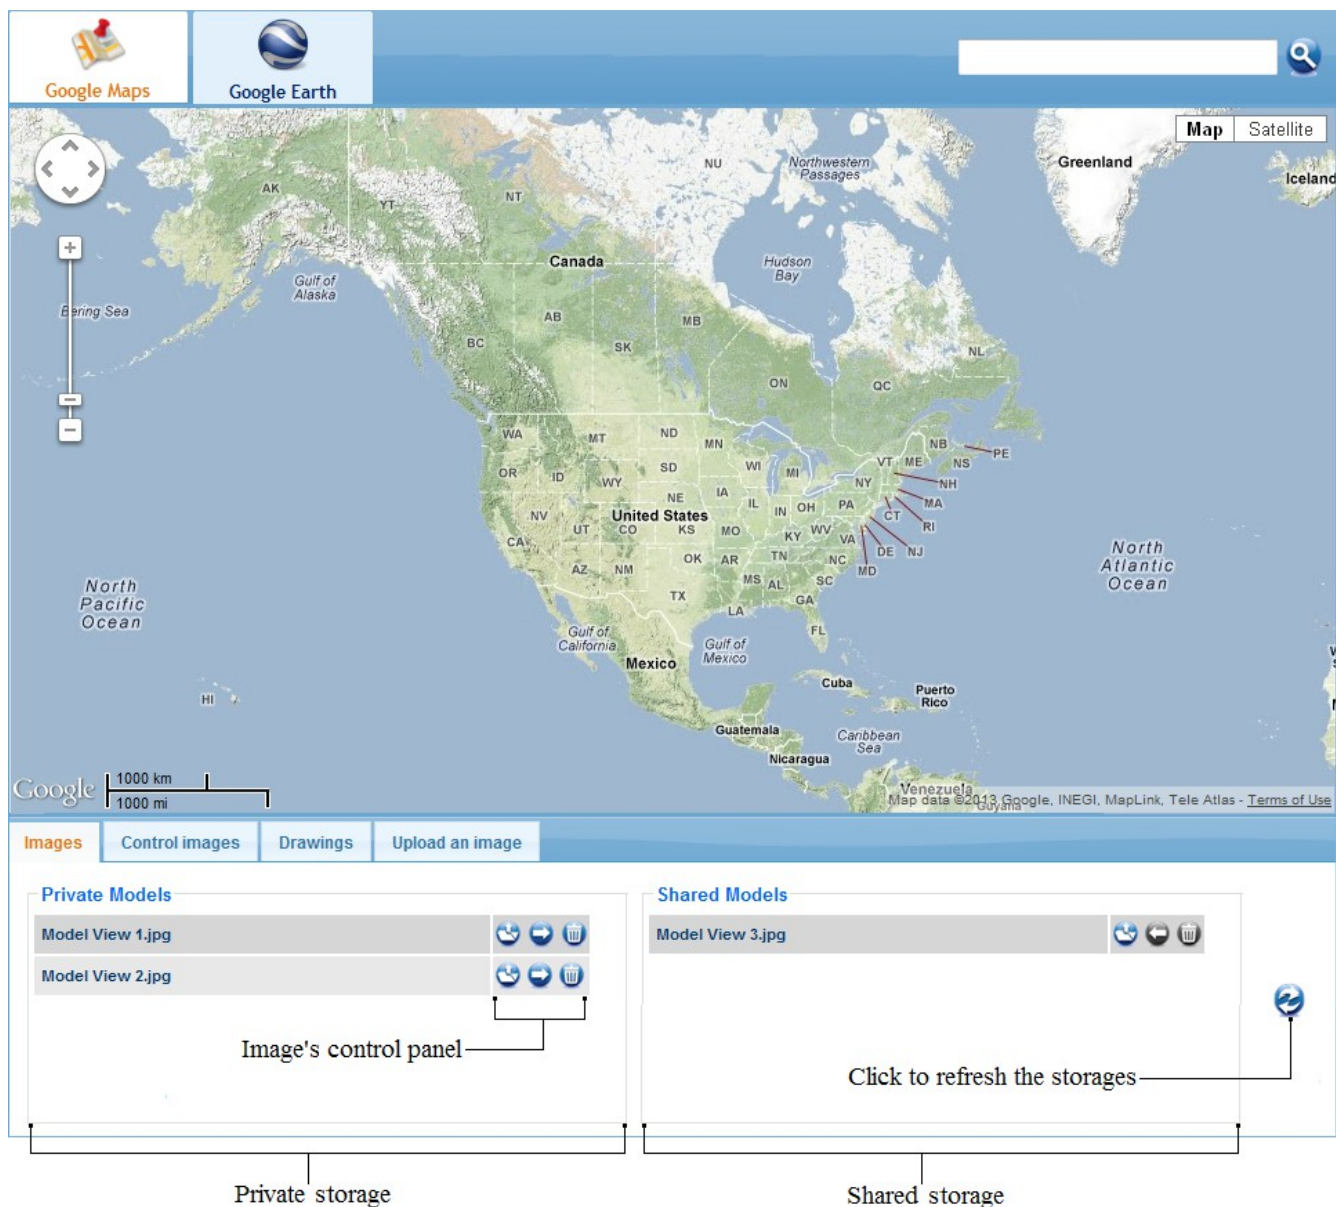 Google Maps
Google Earth
Map Satellite
Greenland
Iceland
NU
Northwestern
Passages
AK
YT
NT
Canada
Hudson
Bay
Gulf of
Alaska
Bering Sea
AB
MB
BC
SK
NL
ON
QC
WA
MT
ND
MN
NB
PE
NS
OR
ID
WY
SD
WI
MI
VT
ME
NY
NH
NE
IA
IL
IN
OH
PA
MA
CT
RI
NV
UT
United States
CO
KS
MO
KY
WV
VA
DE
NJ
CA
AZ
NM
OK
AR
TN
NC
MD
MS
AL
SC
TX
LA
GA
FL
North
Atlantic
Ocean
North
Pacific
Ocean
Gulf of
California
Gulf of
Mexico
Mexico
Cuba
Puerto
Rico
HI
Guatemala
Caribbean
Sea
Nicaragua
Venezuela
Guyana
Google
1000 km
1000 mi
Map data ©2013 Google, INEGI, MapLink, Tele Atlas - Terms of Use
Images Control images Drawings Upload an image
Private Models
Model View 1.jpg
Model View 2.jpg
Image's control panel
Shared Models
Model View 3.jpg
Click to refresh the storages
Private storage
Shared storage